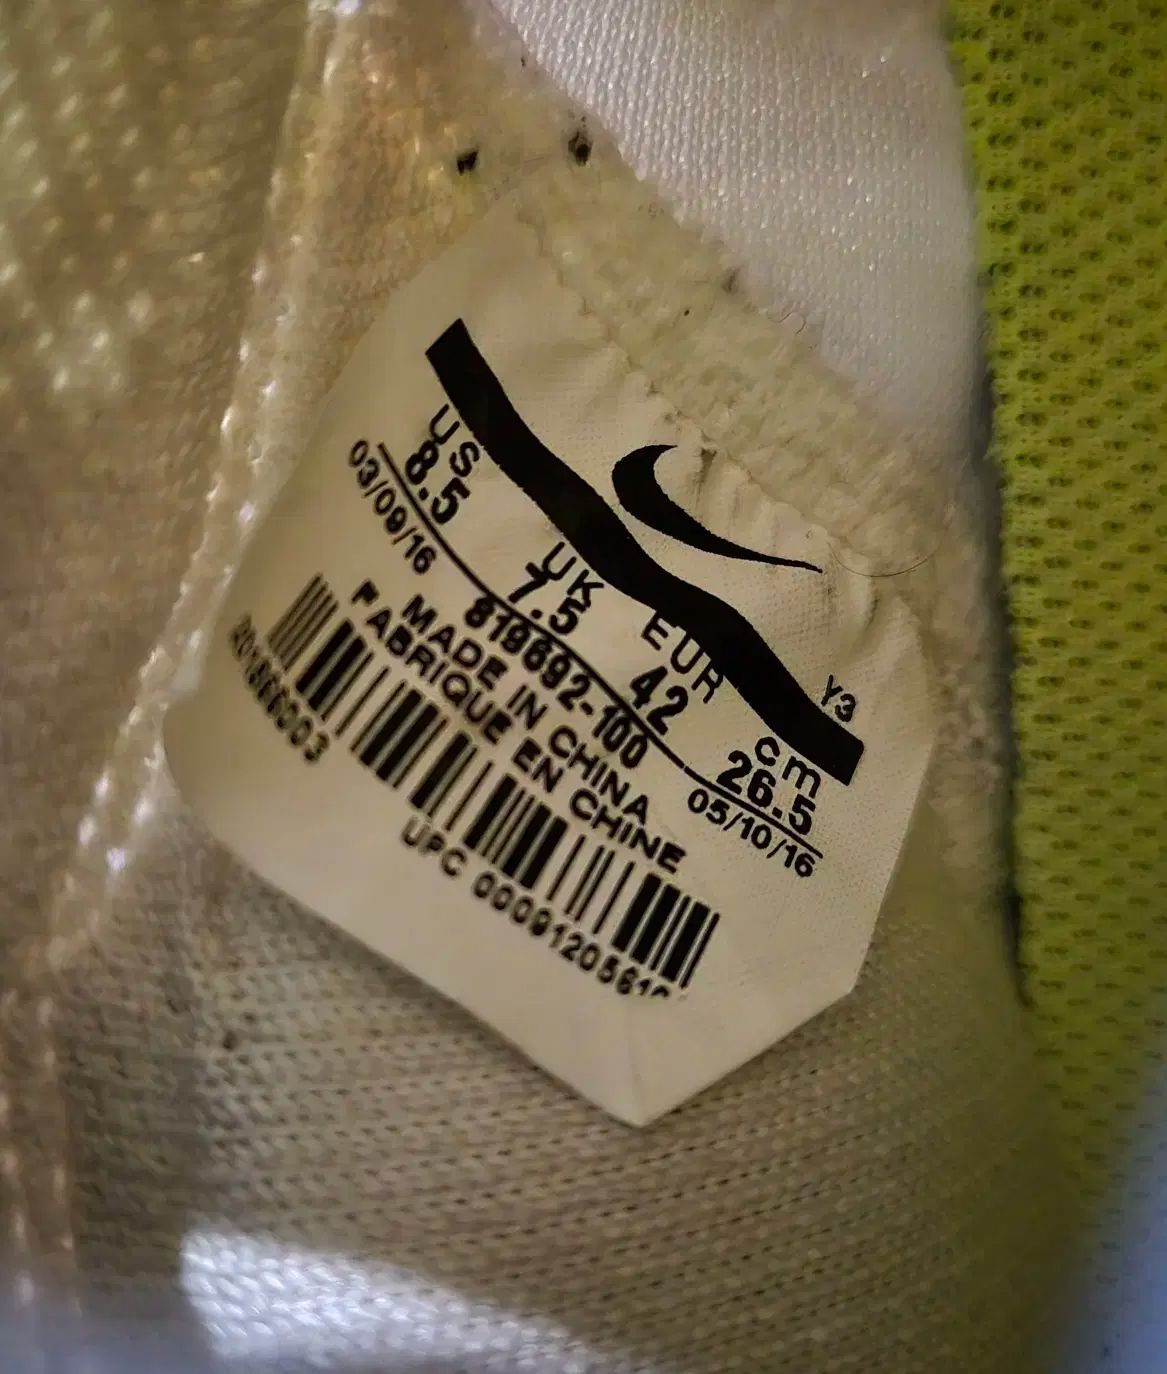 Y3
US UK EUR cm
8.5 7.5 42 26.5
03/09/16 819692-100 05/10/16
MADE IN CHINA
FABRIQUE EN CHINE
UPC